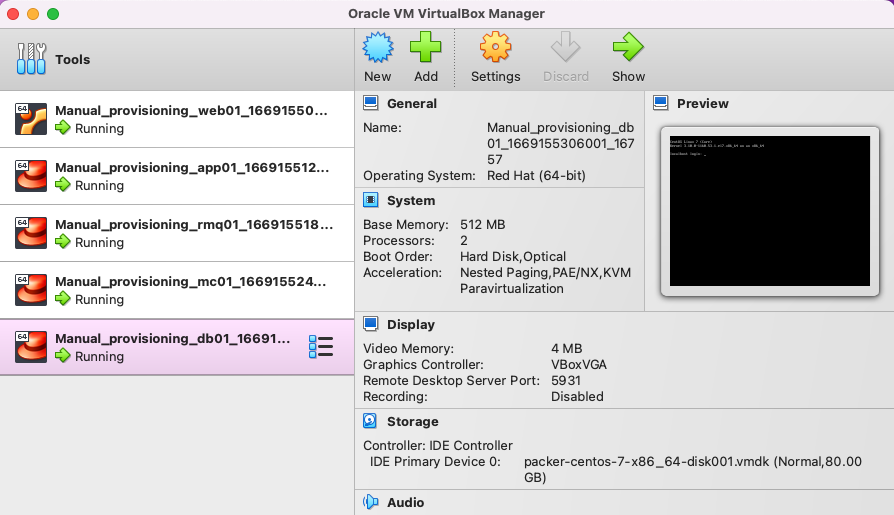 Oracle VM VirtualBox Manager
Tools
New
Add
Settings
Discard
Show
64
Manual_provisioning_web01_16691550...
Running
64
Manual_provisioning_app01_166915512...
Running
64
Manual_provisioning_rmq01_166915518...
Running
64
Manual_provisioning_mc01_166915524...
Running
64
Manual_provisioning_db01_16691...
Running
General
Name: Manual_provisioning_db
01_1669155306001_167
57
Operating System: Red Hat (64-bit)
System
Base Memory: 512 MB
Processors: 2
Boot Order: Hard Disk,Optical
Acceleration: Nested Paging,PAE/NX,KVM
Paravirtualization
Preview
Display
Video Memory: 4 MB
Graphics Controller: VBoxVGA
Remote Desktop Server Port: 5931
Recording: Disabled
Storage
Controller: IDE Controller
IDE Primary Device 0: packer-centos-7-x86_64-disk001.vmdk (Normal,80.00
GB)
Audio